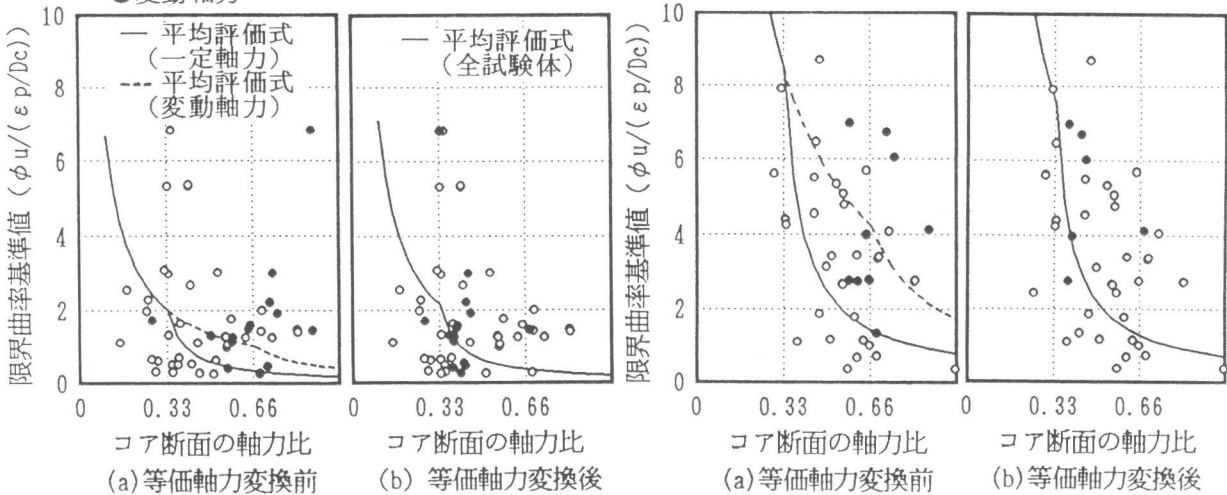 ●変動軸力
限界曲率基準値 (φu/(εp/Dc)
10
8
6
4
2
0
— 平均評価式
(一定軸力)
--- 平均評価式
(変動軸力)
0 0.33 0.66
コア断面の軸力比
(a)等価軸力変換前
— 平均評価式
(全試験体)
0 0.33 0.66
コア断面の軸力比
(b) 等価軸力変換後
限界曲率基準値 (φu/(εp/Dc)
10
8
6
4
2
0
0 0.33 0.66
コア断面の軸力比
(a)等価軸力変換前
0 0.33 0.66
コア断面の軸力比
(b)等価軸力変換後